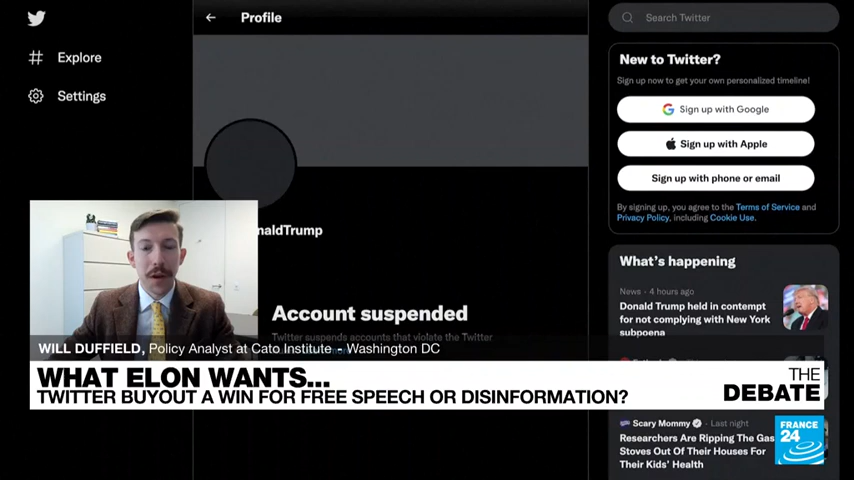 Profile
Search Twitter
Explore
Settings
New to Twitter?
Sign up now to get your own personalized timeline!
Sign up with Google
Sign up with Apple
Sign up with phone or email
By signing up, you agree to the Terms of Service and
Privacy Policy, including Cookie Use.
naldTrump
Account suspended
Twitter suspends accounts that violate the Twitter
What's happening
News · 4 hours ago
Donald Trump held in contempt
for not complying with New York
subpoena
Scary Mommy · Last night
Researchers Are Ripping The Gas
Stoves Out Of Their Houses For
Their Kids' Health
WILL DUFFIELD, Policy Analyst at Cato Institute - Washington DC
WHAT ELON WANTS...
TWITTER BUYOUT A WIN FOR FREE SPEECH OR DISINFORMATION?
THE
DEBATE
FRANCE
24